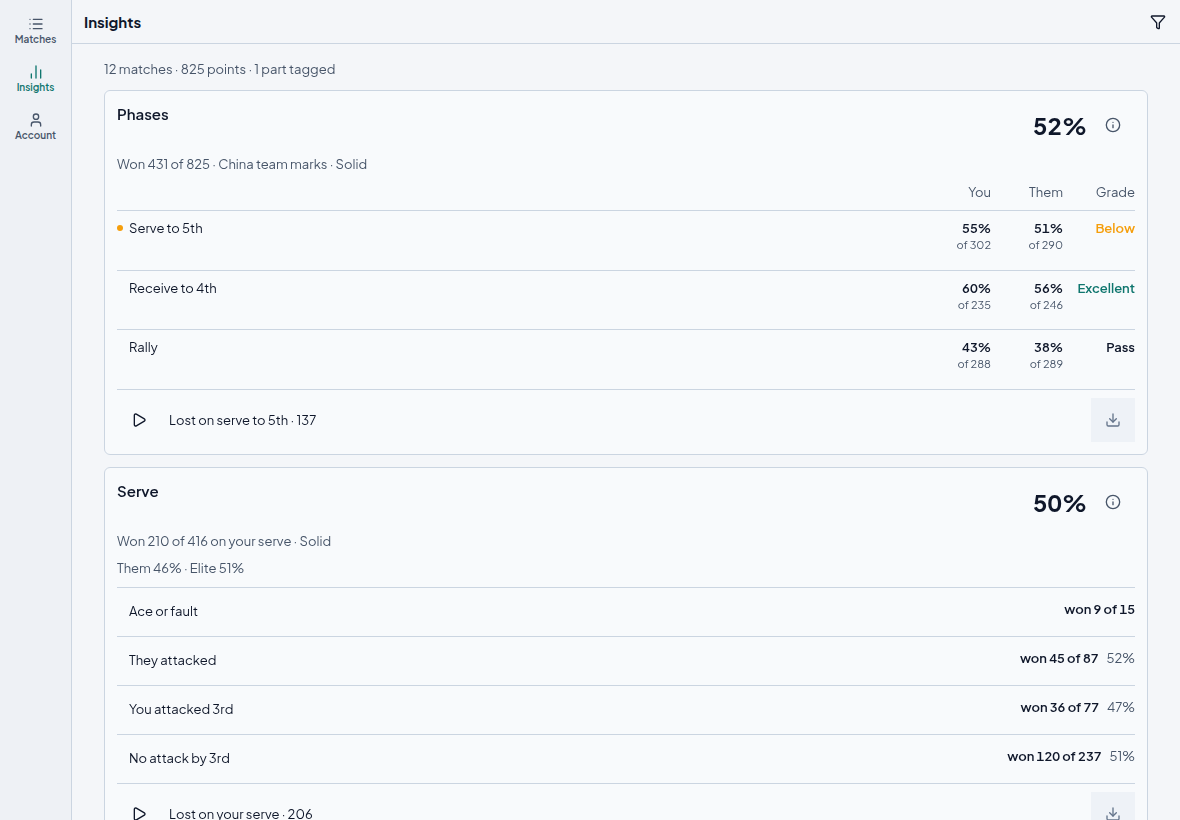 Matches
Insights
Account
Insights
12 matches · 825 points · 1 part tagged
Phases
52%
Won 431 of 825 · China team marks · Solid
You Them Grade
Serve to 5th 55% 51% Below
of 302 of 290
Receive to 4th 60% 56% Excellent
of 235 of 246
Rally 43% 38% Pass
of 288 of 289
Lost on serve to 5th · 137
Serve
50%
Won 210 of 416 on your serve · Solid
Them 46% · Elite 51%
Ace or fault won 9 of 15
They attacked won 45 of 87 52%
You attacked 3rd won 36 of 77 47%
No attack by 3rd won 120 of 237 51%
Lost on your serve · 206